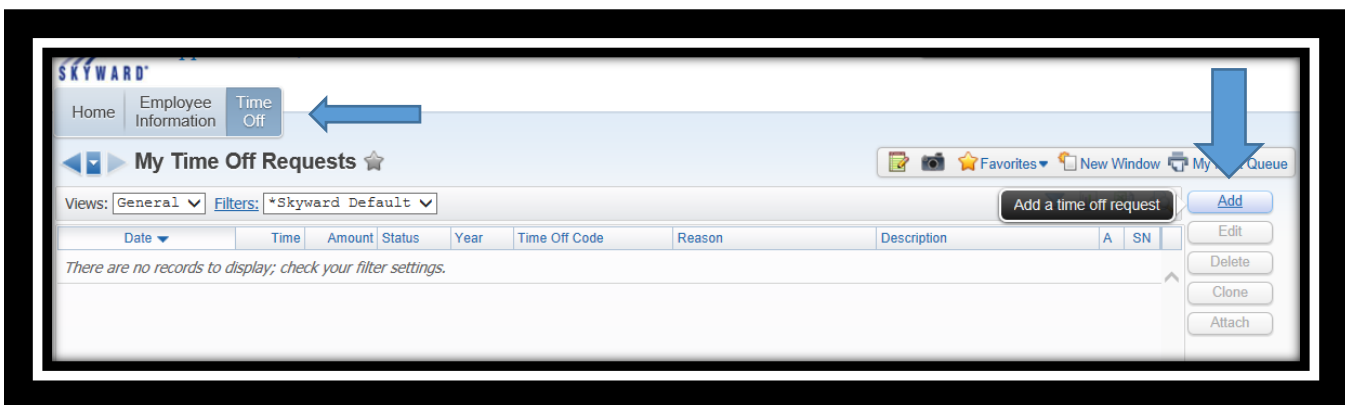 SKYWARD
Home Employee Information Time Off
My Time Off Requests
Favorites New Window My Queue
Views: General Filters: *Skyward Default
Add a time off request
Add
Date Time Amount Status Year Time Off Code Reason Description A SN
Edit
There are no records to display; check your filter settings.
Delete
Clone
Attach